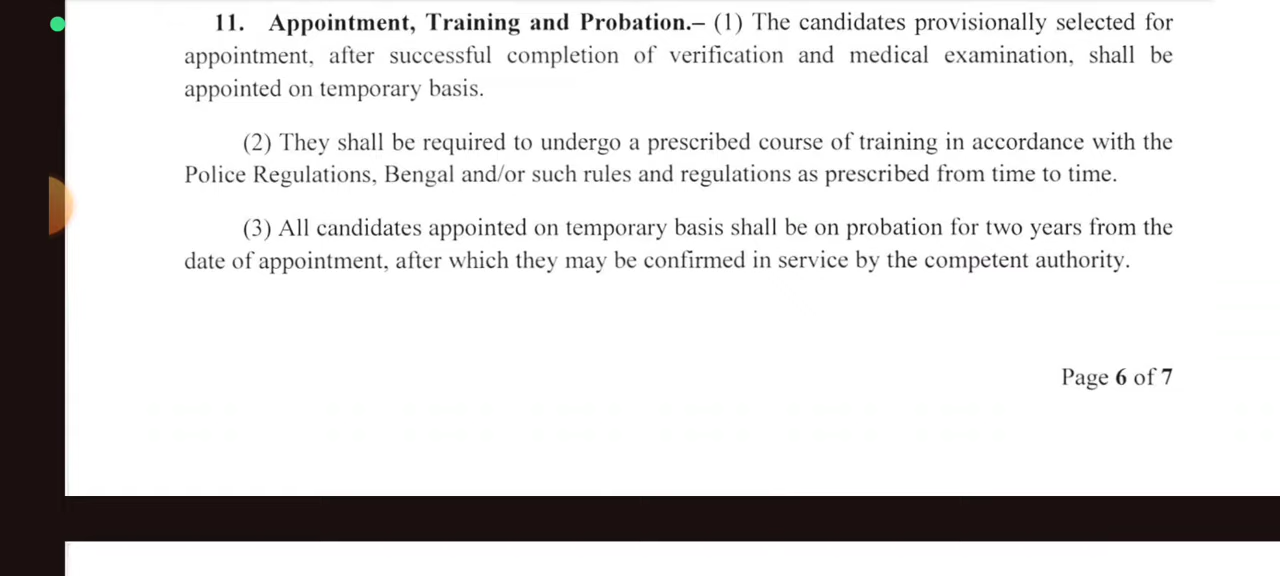 11. Appointment, Training and Probation.– (1) The candidates provisionally selected for
appointment, after successful completion of verification and medical examination, shall be
appointed on temporary basis.
(2) They shall be required to undergo a prescribed course of training in accordance with the
Police Regulations, Bengal and/or such rules and regulations as prescribed from time to time.
(3) All candidates appointed on temporary basis shall be on probation for two years from the
date of appointment, after which they may be confirmed in service by the competent authority.
Page 6 of 7